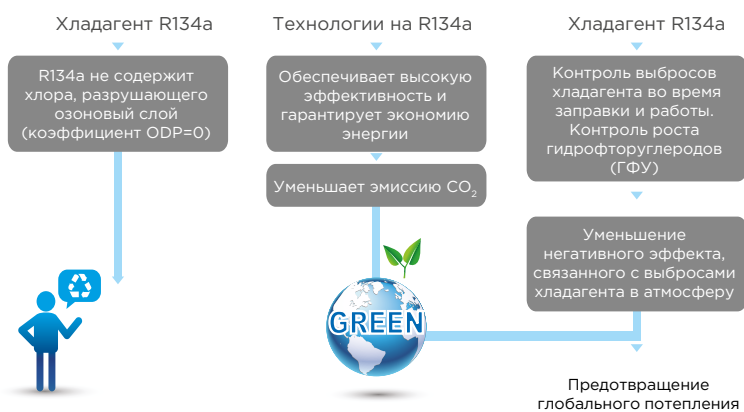 Хладагент R134a
R134a не содержит
хлора, разрушающего
озоновый слой
(коэффициент ODP=0)
Технологии на R134a
Обеспечивает высокую
эффективность и
гарантирует экономию
энергии
Уменьшает эмиссию CO₂
GREEN
Хладагент R134a
Контроль выбросов
хладагента во время
заправки и работы.
Контроль роста
гидрофторуглеродов
(ГФУ)
Уменьшение
негативного эффекта,
связанного с выбросами
хладагента в атмосферу
Предотвращение
глобального потепления